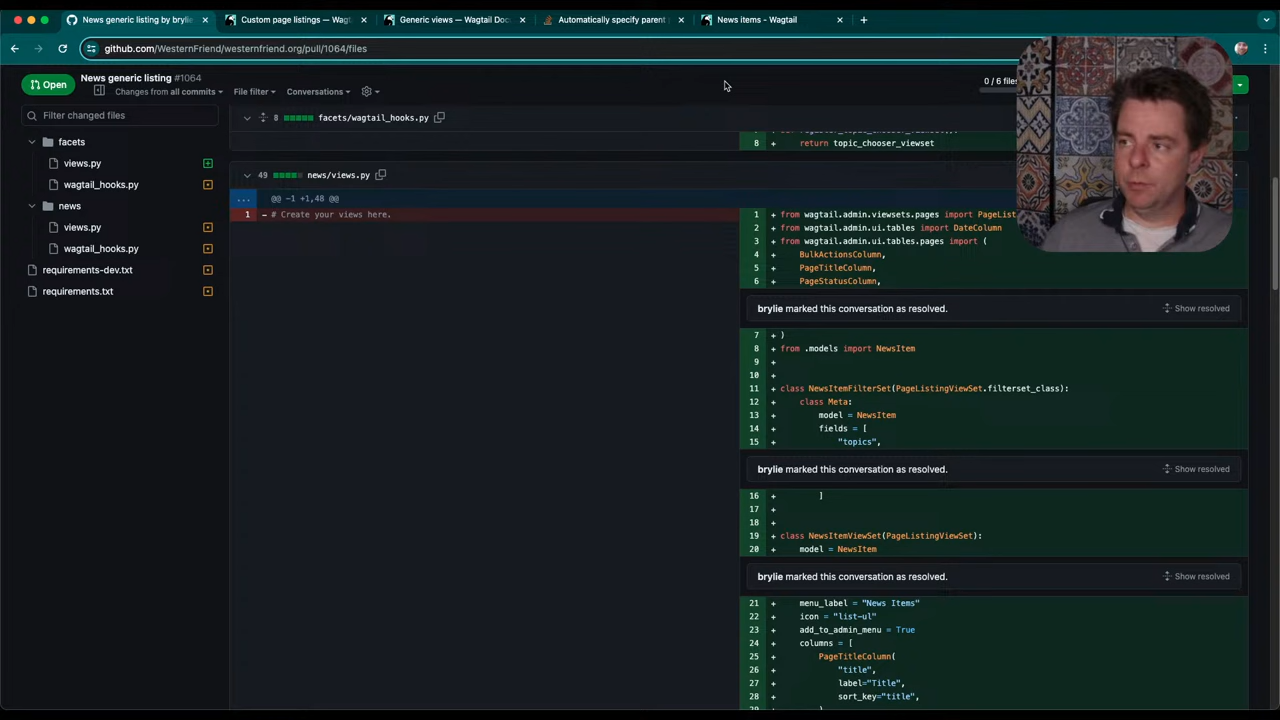 News generic listing by brylie
Custom page listings — Wagt
Generic views — Wagtail Doc
Automatically specify parent
News items - Wagtail
github.com/WesternFriend/westernfriend.org/pull/1064/files
Open
News generic listing #1064
Changes from all commits
File filter
Conversations
0 / 6 files
Filter changed files
facets
views.py
wagtail_hooks.py
news
views.py
wagtail_hooks.py
requirements-dev.txt
requirements.txt
8 facets/wagtail_hooks.py
8 + return topic_chooser_viewset
49 news/views.py
... @@ -1 +1,48 @@
1 - # Create your views here.
1 + from wagtail.admin.viewsets.pages import PageList
2 + from wagtail.admin.ui.tables import DateColumn
3 + from wagtail.admin.ui.tables.pages import (
4 + BulkActionsColumn,
5 + PageTitleColumn,
6 + PageStatusColumn,
brylie marked this conversation as resolved.
Show resolved
7 + )
8 + from .models import NewsItem
9 +
10 +
11 + class NewsItemFilterSet(PageListingViewSet.filterset_class):
12 + class Meta:
13 + model = NewsItem
14 + fields = [
15 + "topics",
brylie marked this conversation as resolved.
Show resolved
16 + ]
17 +
18 +
19 + class NewsItemViewSet(PageListingViewSet):
20 + model = NewsItem
brylie marked this conversation as resolved.
Show resolved
21 + menu_label = "News Items"
22 + icon = "list-ul"
23 + add_to_admin_menu = True
24 + columns = [
25 + PageTitleColumn(
26 + "title",
27 + label="Title",
28 + sort_key="title",